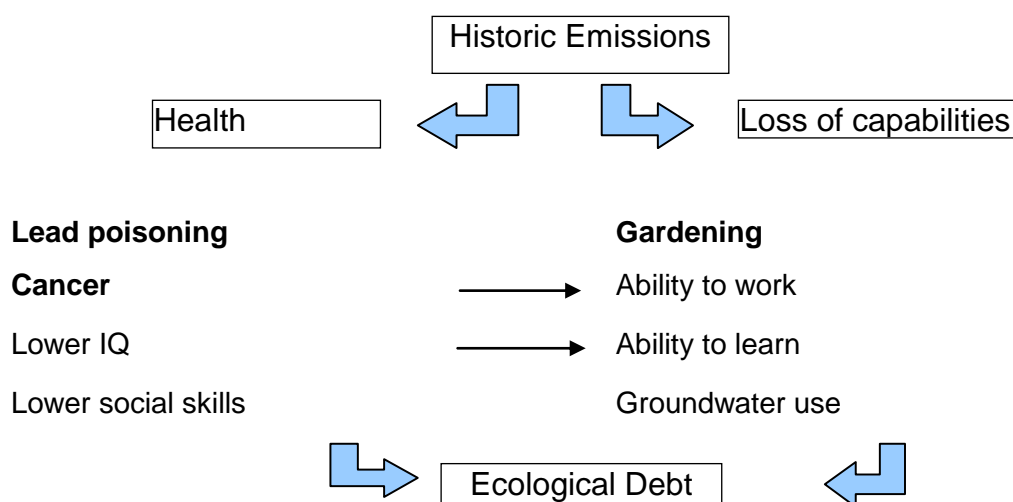 Historic Emissions
Health
Loss of capabilities
Lead poisoning
Gardening
Cancer
Ability to work
Lower IQ
Ability to learn
Lower social skills
Groundwater use
Ecological Debt